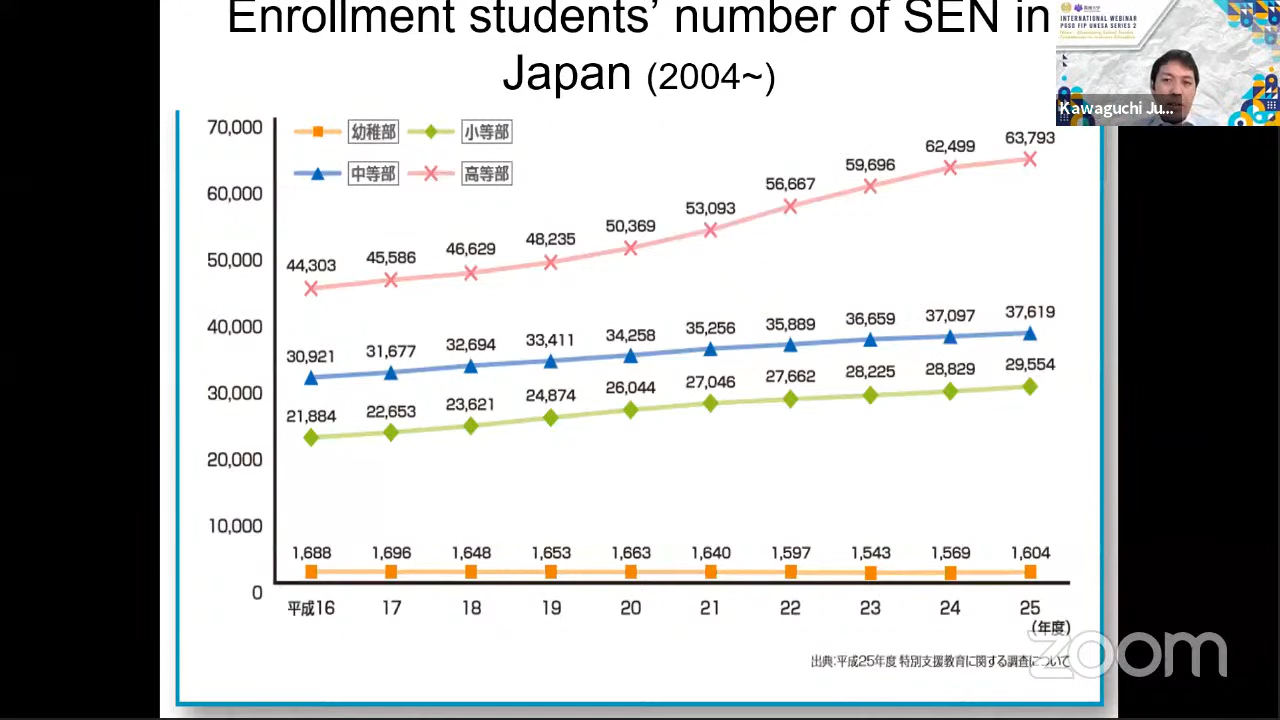 Enrollment students’ number of SEN in
Japan (2004~)
INTERNATIONAL WEBINAR
PGSD FIP UNESA SERIES 2
Kawaguchi Ju...
幼稚部 小等部
中等部 高等部
70,000
60,000
50,000
40,000
30,000
20,000
10,000
0
44,303 45,586 46,629 48,235 50,369 53,093 56,667 59,696 62,499 63,793
30,921 31,677 32,694 33,411 34,258 35,256 35,889 36,659 37,097 37,619
21,884 22,653 23,621 24,874 26,044 27,046 27,662 28,225 28,829 29,554
1,688 1,696 1,648 1,653 1,663 1,640 1,597 1,543 1,569 1,604
平成16 17 18 19 20 21 22 23 24 25
(年度)
出典:平成25年度 特別支援教育に関する調査について
zoom